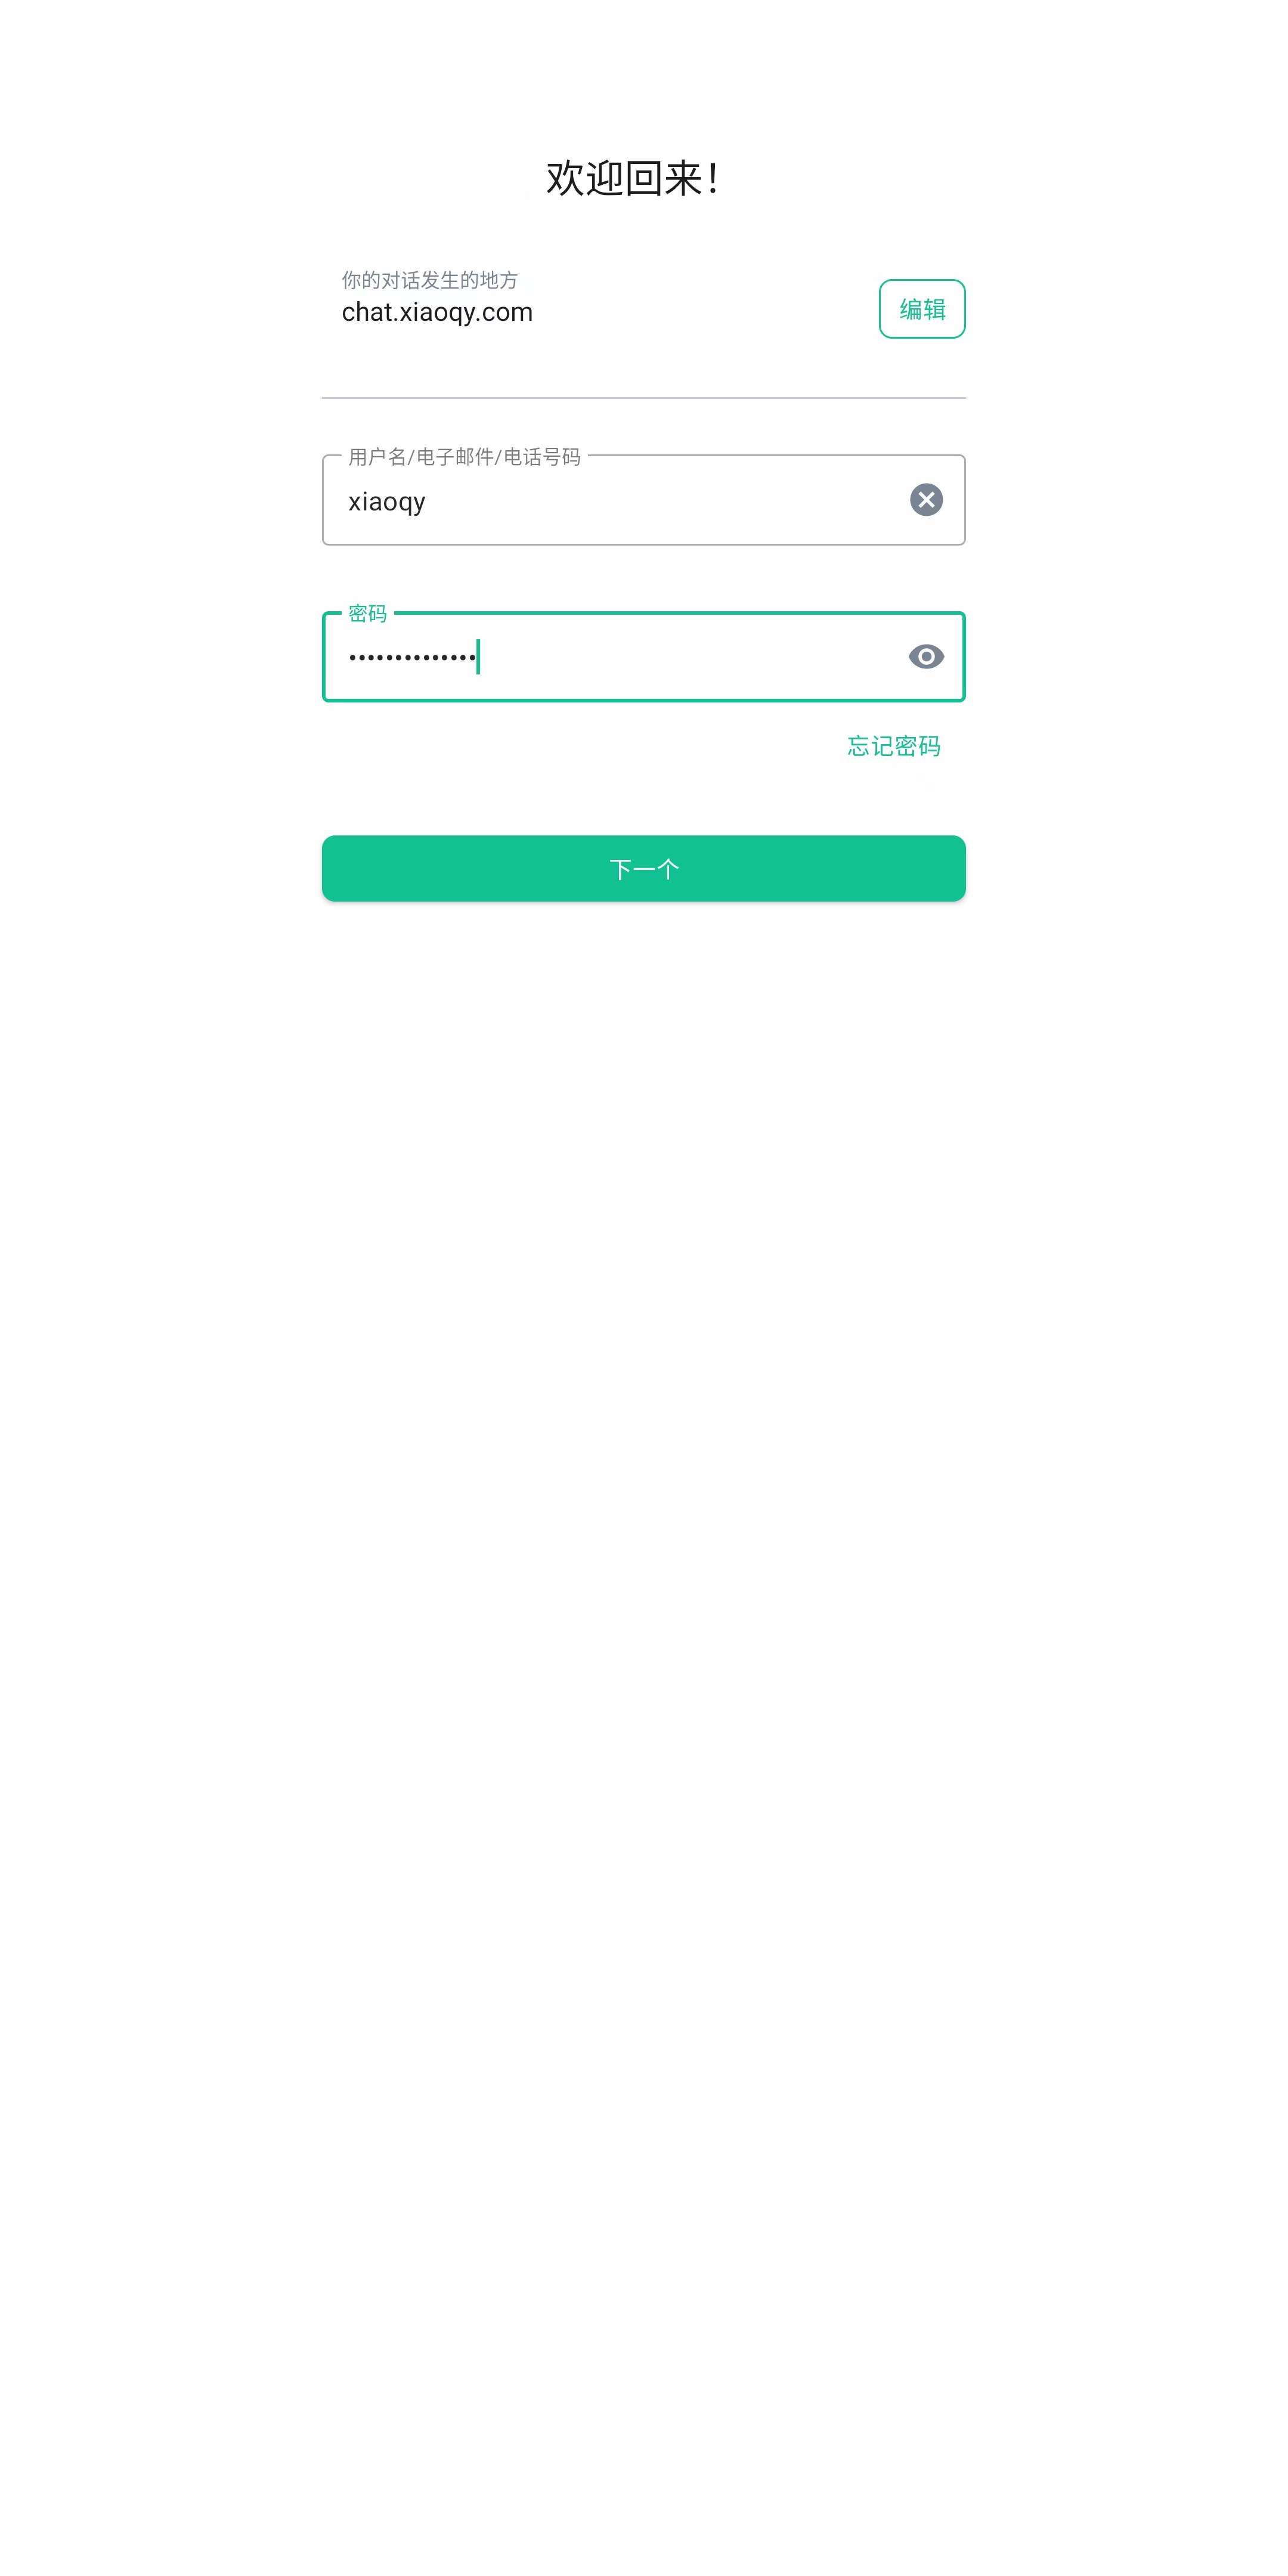 欢迎回来！
你的对话发生的地方
chat.xiaoqy.com
编辑
用户名/电子邮件/电话号码
xiaoqy
密码
••••••••••••••
忘记密码
下一个